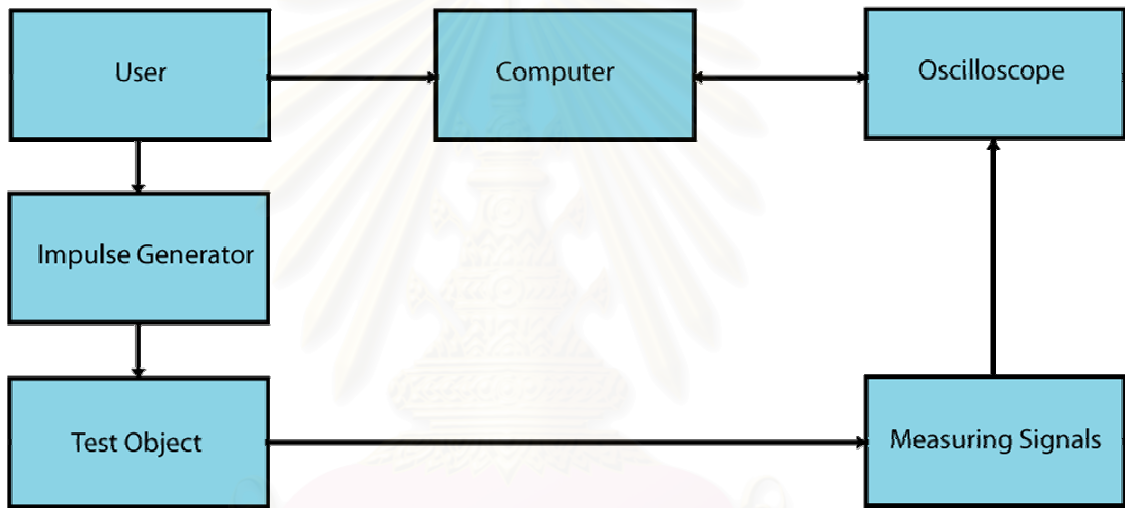 User
Computer
Oscilloscope
Impulse Generator
Test Object
Measuring Signals